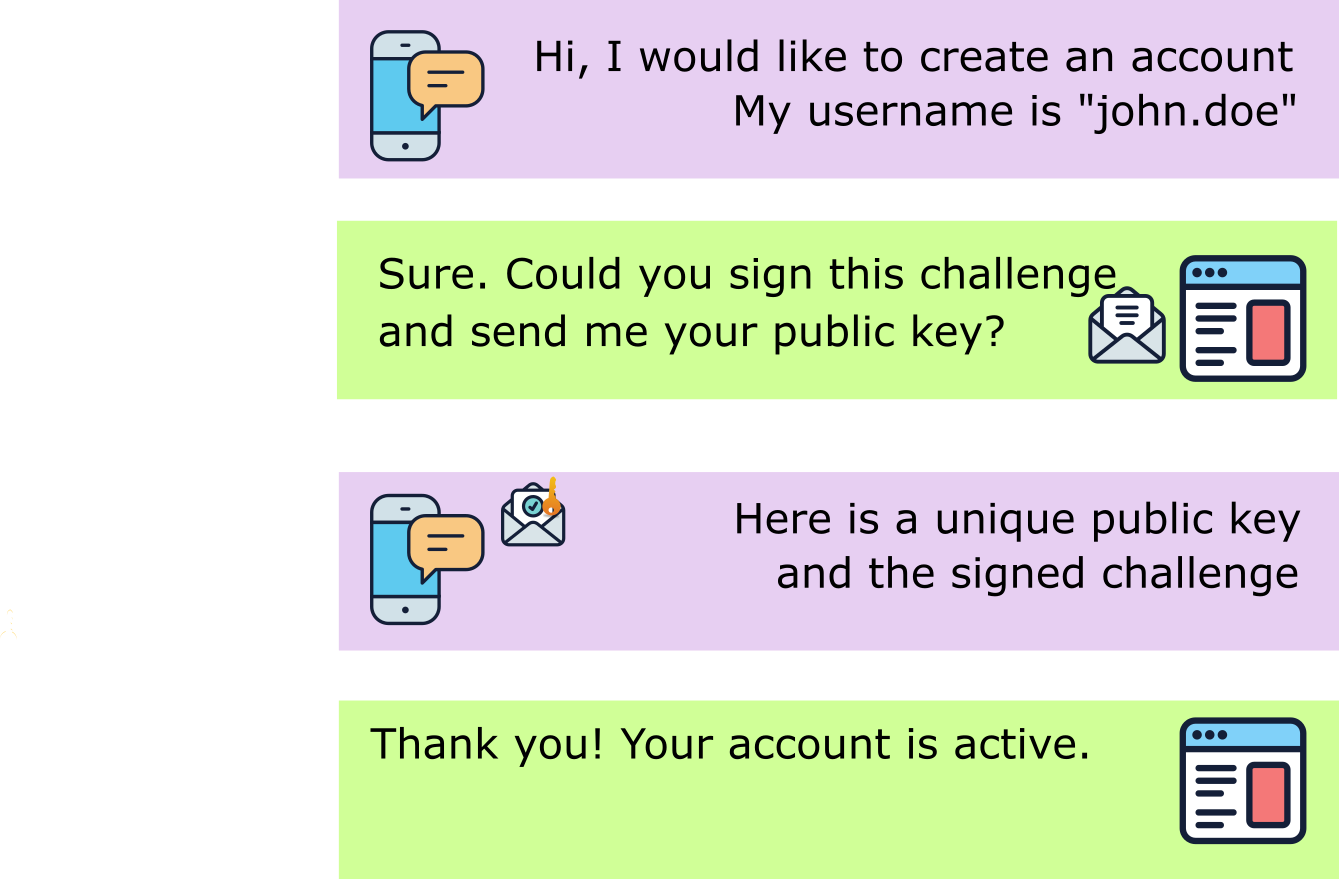 Hi, I would like to create an account
My username is "john.doe"
Sure. Could you sign this challenge
and send me your public key?
Here is a unique public key
and the signed challenge
Thank you! Your account is active.